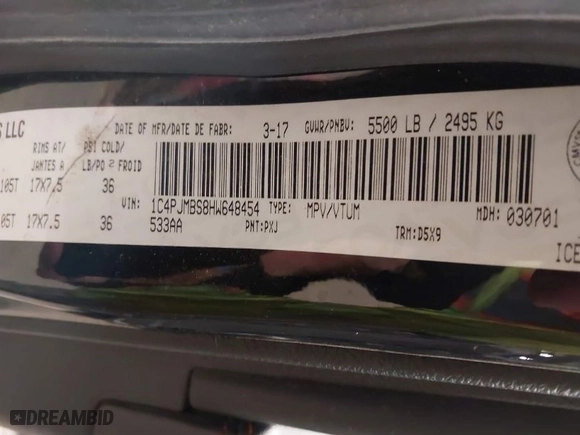 S LLC
DATE OF MFR/DATE DE FABR: 3-17 GVWR/PNBV: 5500 LB / 2495 KG
RIMS AT/ PSI COLD/
JANTES A LB/PO 2 FROID
105T 17X7.5 36
VIN: 1C4PJMBS8HW648454 TYPE: MPV/VTUM MDH: 030701
05T 17X7.5 36 533AA PNT: PXJ TRM: D5X9
ICE
DREAMBID